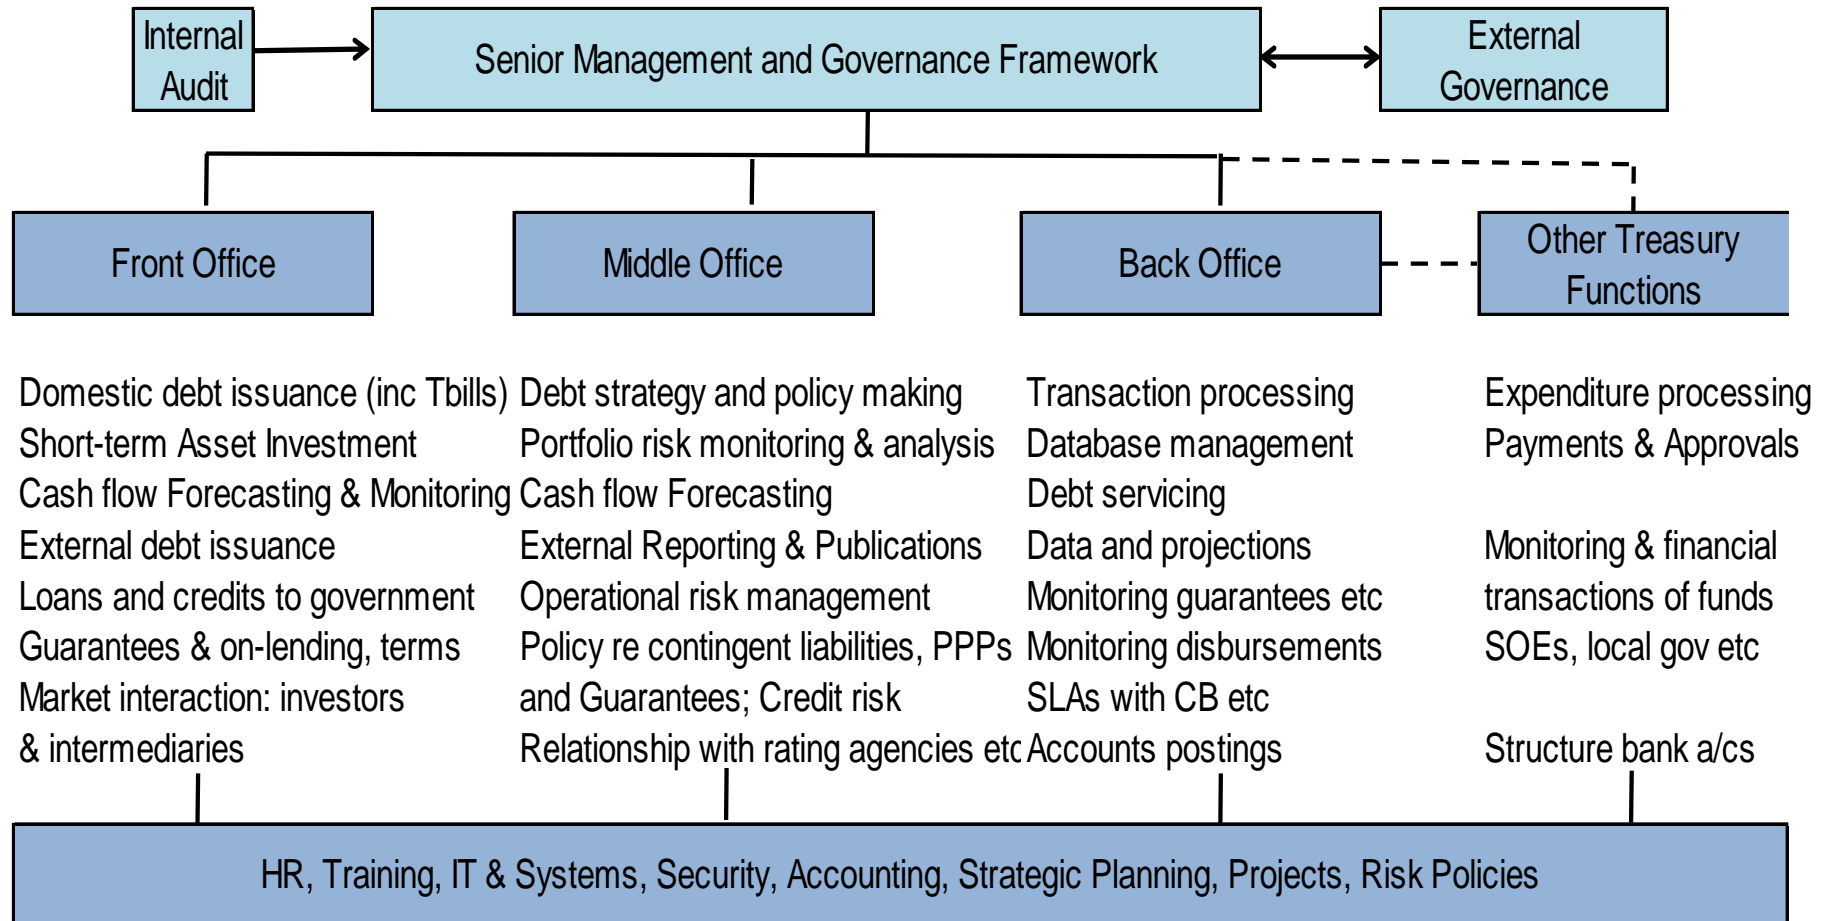 Internal
Audit
Senior Management and Governance Framework
External
Governance
Front Office
Middle Office
Back Office
Other Treasury
Functions
Domestic debt issuance (inc Tbills)
Short-term Asset Investment
Cash flow Forecasting & Monitoring
External debt issuance
Loans and credits to government
Guarantees & on-lending, terms
Market interaction: investors
& intermediaries
Debt strategy and policy making
Portfolio risk monitoring & analysis
Cash flow Forecasting
External Reporting & Publications
Operational risk management
Policy re contingent liabilities, PPPs
and Guarantees; Credit risk
Relationship with rating agencies etc
Transaction processing
Database management
Debt servicing
Data and projections
Monitoring guarantees etc
Monitoring disbursements
SLAs with CB etc
Accounts postings
Expenditure processing
Payments & Approvals
Monitoring & financial
transactions of funds
SOEs, local gov etc
Structure bank a/cs
HR, Training, IT & Systems, Security, Accounting, Strategic Planning, Projects, Risk Policies